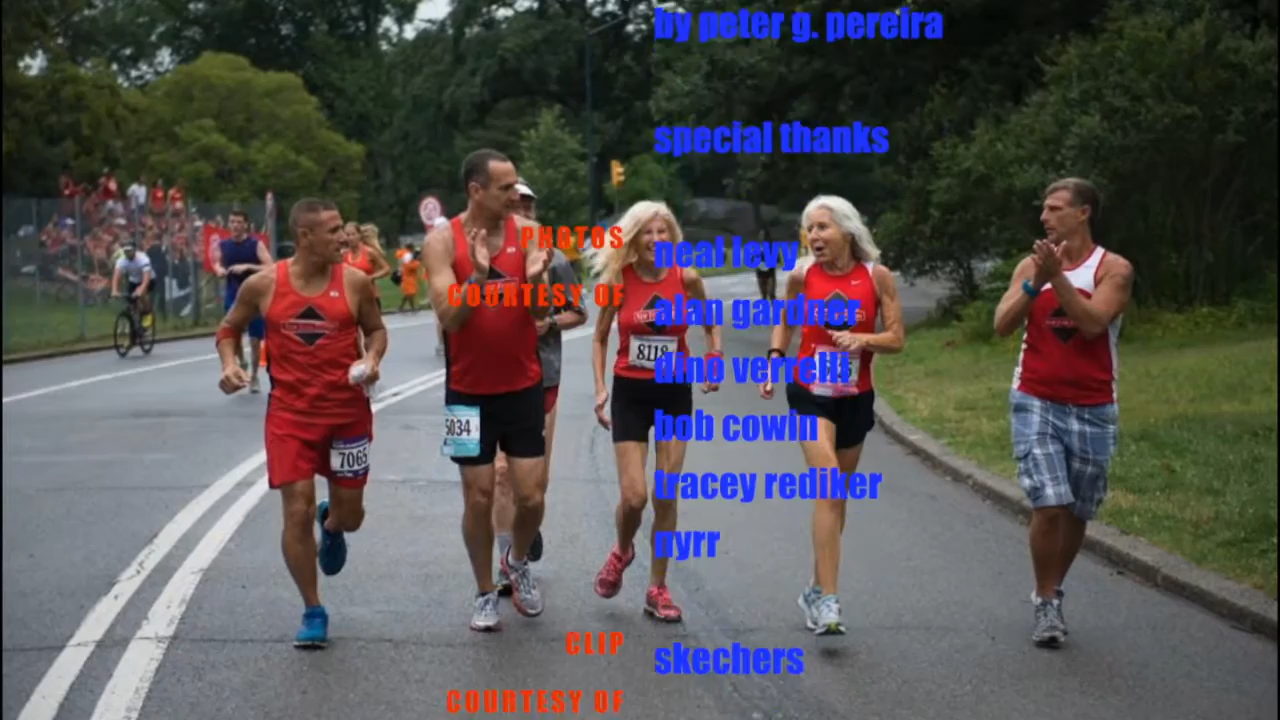 by peter g. pereira
special thanks
PHOTOS
neal levy
COURTESY OF
alan gardner
8118
dino verrelli
bob cowin
5034
7065
tracey rediker
nyrr
CLIP
skechers
COURTESY OF